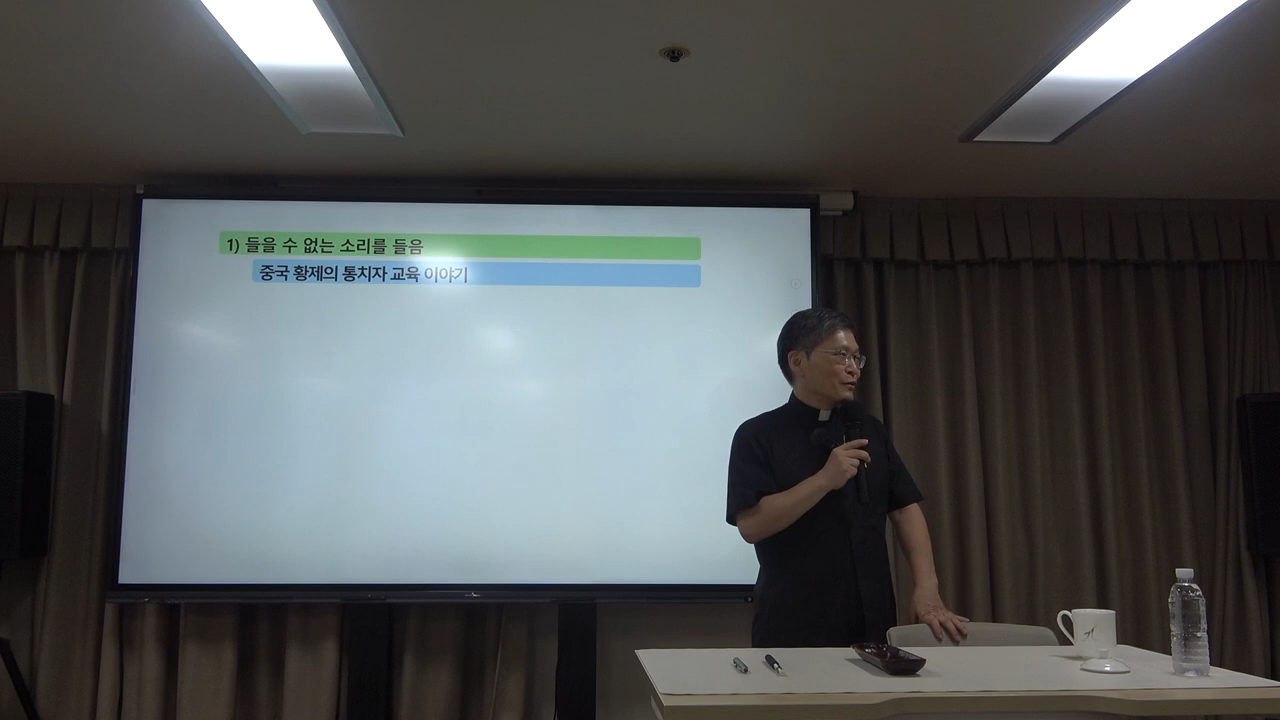 1) 들을 수 없는 소리를 들음
중국 황제의 통치자 교육 이야기